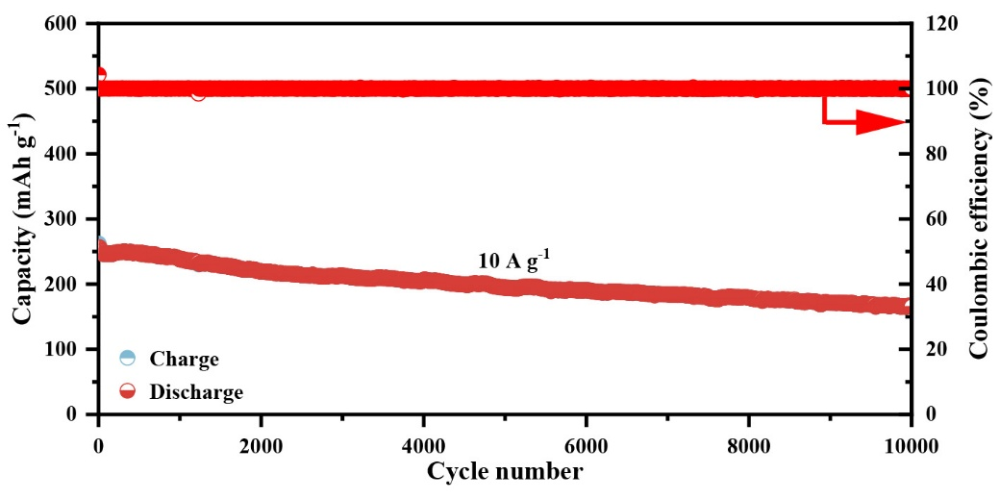 600
500
400
300
200
100
0
120
100
80
60
40
20
0
0 2000 4000 6000 8000 10000
Capacity (mAh g⁻¹)
Coulombic efficiency (%)
Cycle number
10 A g⁻¹
Charge
Discharge